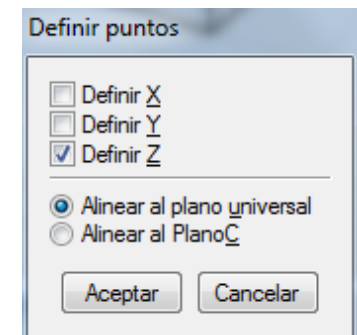 Definir puntos
Definir X
Definir Y
Definir Z
Alinear al plano universal
Alinear al PlanoC
Aceptar Cancelar